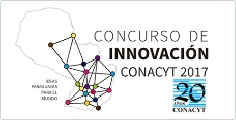 CONCURSO DE
INNOVACIÓN
CONACYT 2017
IDEAS
PARAGUAYAS
PARA EL
MUNDO
20
AÑOS
CONACYT